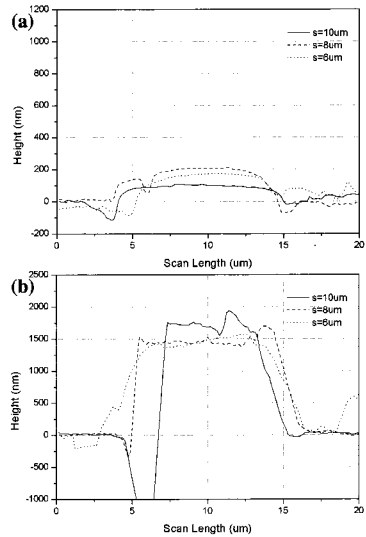 (a)
1200
1000
800
600
400
200
0
-200
Height (nm)
s=10um
s=8um
s=6um
0 5 10 15 20
Scan Length (um)
(b)
2500
2000
1500
1000
500
0
-500
-1000
Height (nm)
s=10um
s=8um
s=6um
0 5 10 15 20
Scan Length (um)